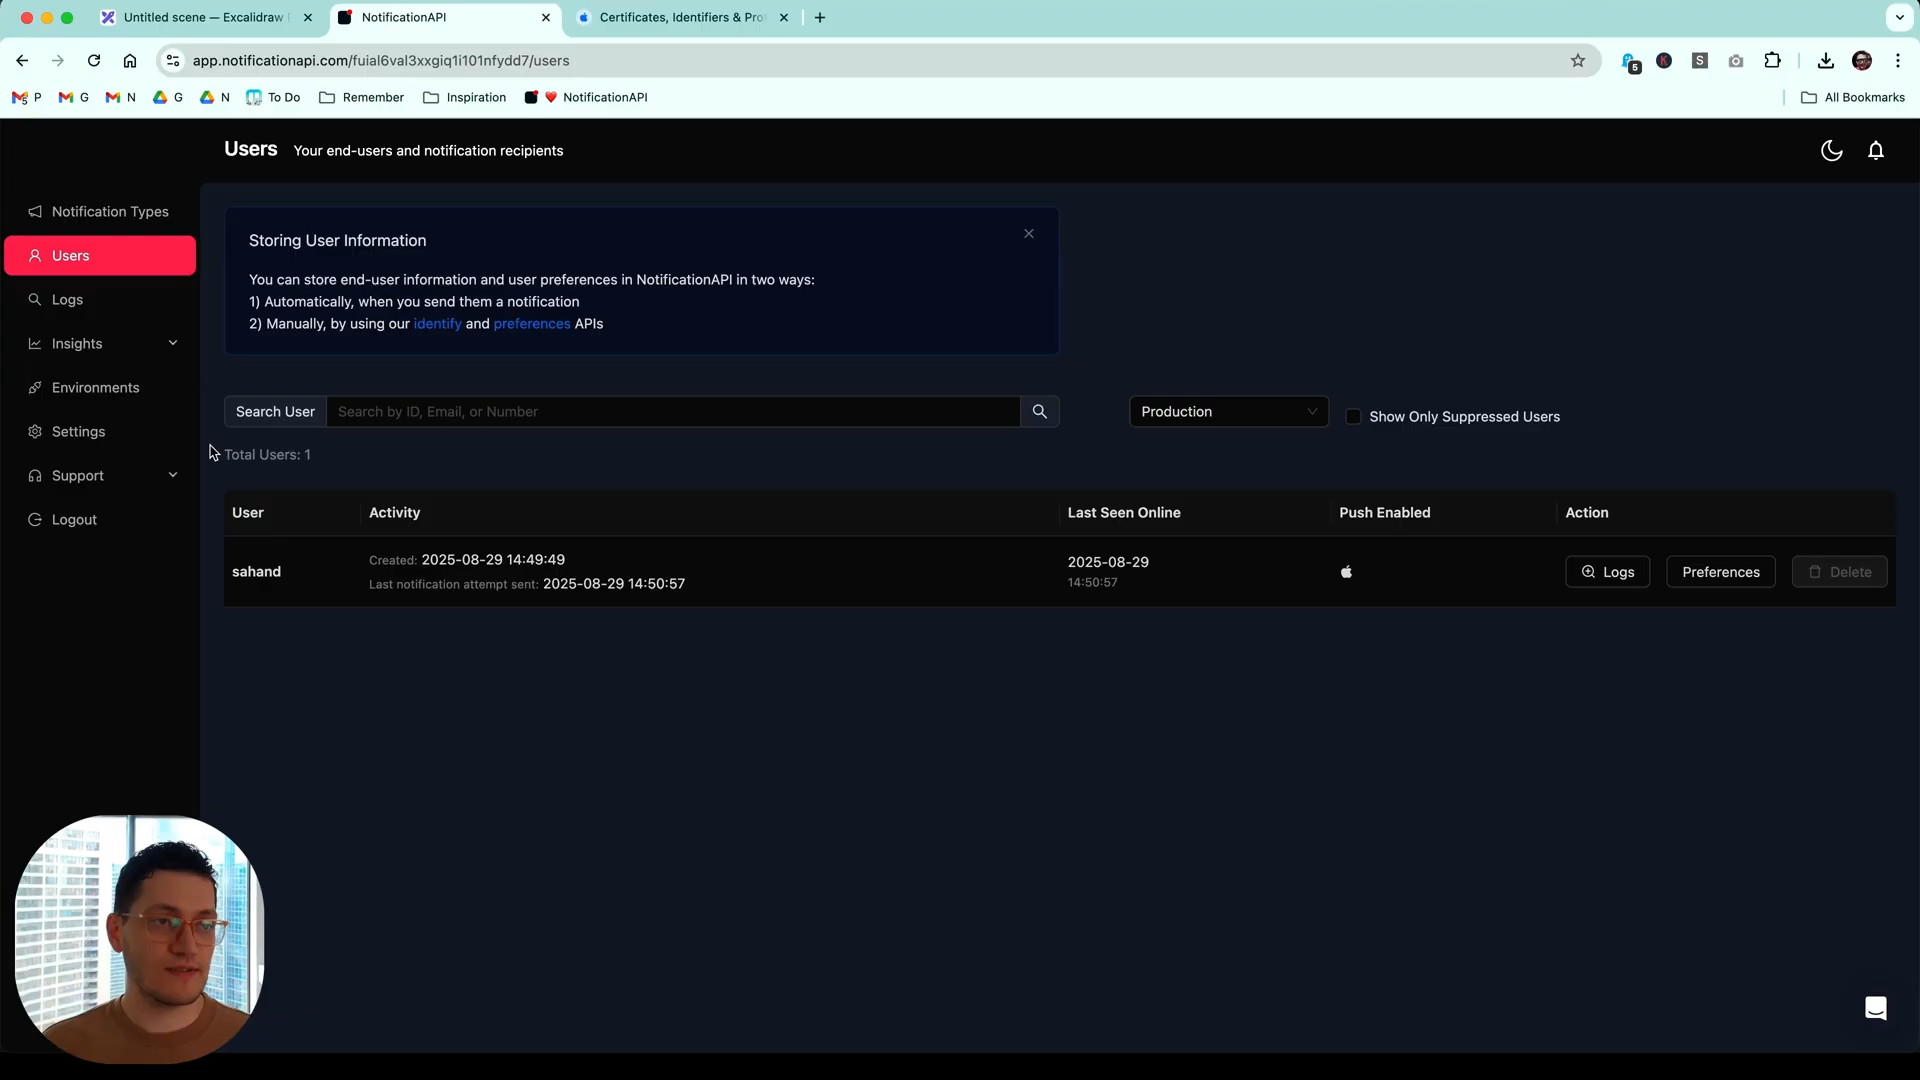 Untitled scene — Excalidraw
NotificationAPI
Certificates, Identifiers & Pro
app.notificationapi.com/fuial6val3xxgiq1i101nfydd7/users
5
K
S
5 P
G
N
G
N
To Do
Remember
Inspiration
NotificationAPI
All Bookmarks
Users
Your end-users and notification recipients
Notification Types
Users
Logs
Insights
Environments
Settings
Support
Logout
Storing User Information
You can store end-user information and user preferences in NotificationAPI in two ways:
1) Automatically, when you send them a notification
2) Manually, by using our identify and preferences APIs
Search User
Search by ID, Email, or Number
Production
Show Only Suppressed Users
Total Users: 1
User
Activity
Last Seen Online
Push Enabled
Action
sahand
Created: 2025-08-29 14:49:49
Last notification attempt sent: 2025-08-29 14:50:57
2025-08-29
14:50:57
Logs
Preferences
Delete